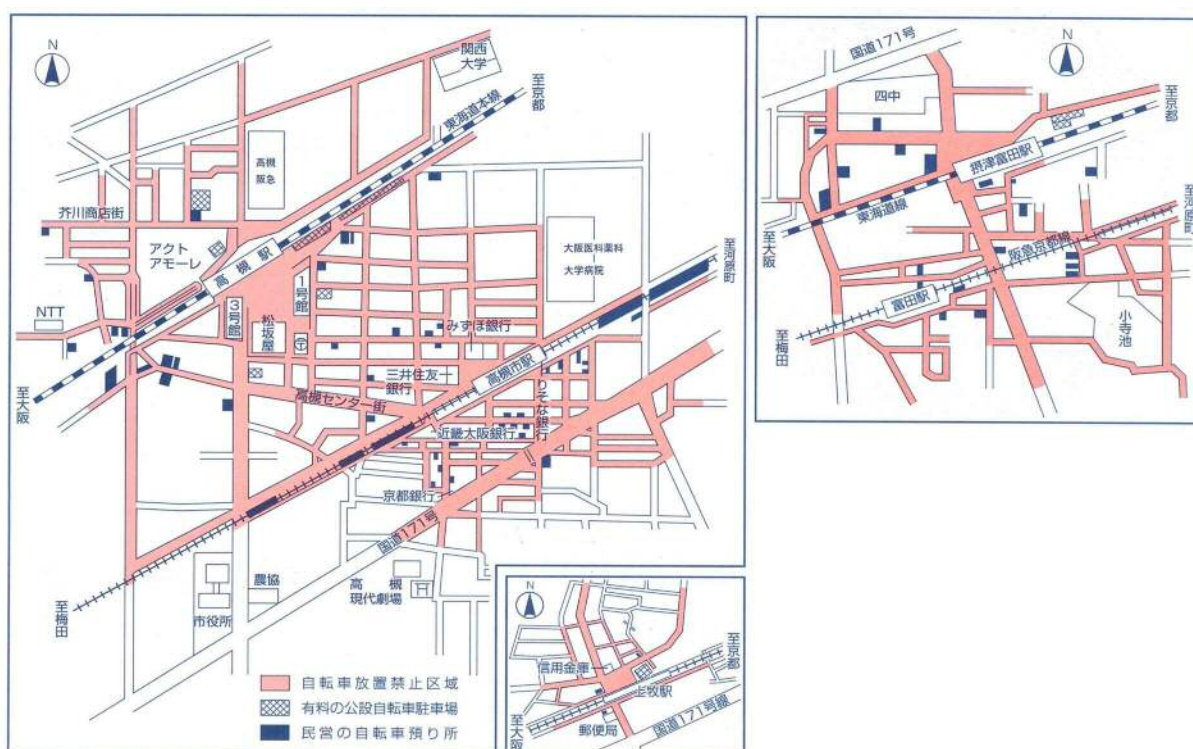 N
関西
大学
至京都
東海道本線
高槻
阪急
芥川商店街
アクト
アモーレ
高槻駅
大阪医科薬科
大学病院
至河原町
1号館
NTT
3号館
松坂屋
みずほ銀行
高槻市駅
三井住友
銀行
りそな銀行
至大阪
高槻センター街
近畿大阪銀行
京都銀行
国道171号
農協
高槻
現代劇場
市役所
至梅田
自転車放置禁止区域
有料の公設自転車駐車場
民営の自転車預り所
N
国道171号
四中
至京都
摂津富田駅
至河原町
東海道線
阪急京都線
至大阪
富田駅
小寺池
至梅田
N
至京都
信用金庫
上牧駅
至大阪
郵便局
国道171号線